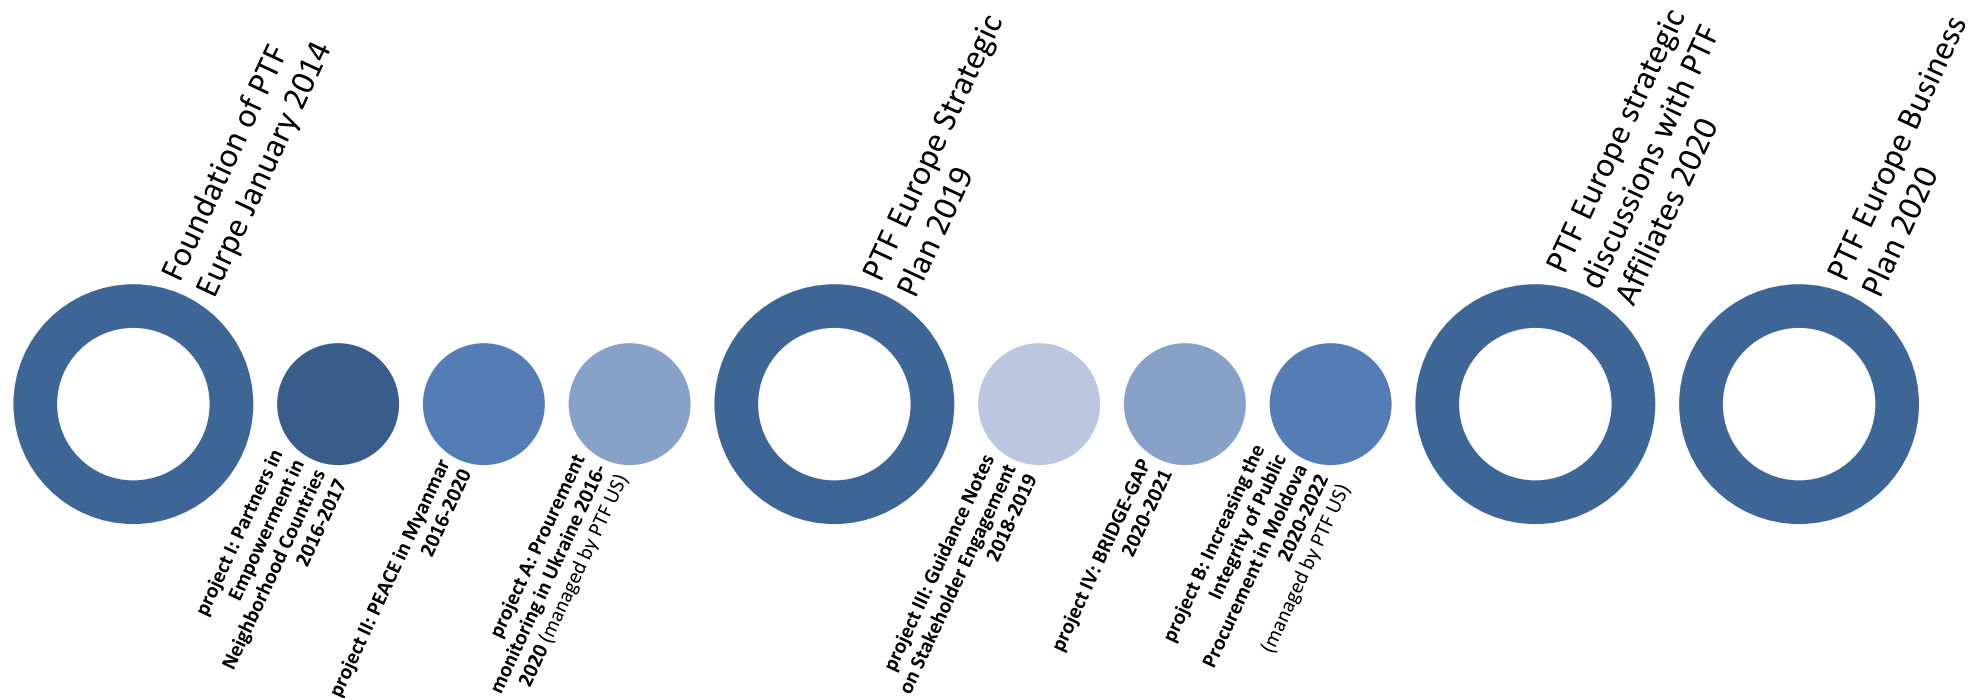 Foundation of PTF
Eurpe January 2014
project I: Partners in
Empowerment in
Neighborhood Countries
2016-2017
project II: PEACE in Myanmar
2016-2020
project A: Prourement
monitoring in Ukraine 2016-
2020 (managed by PTF US)
PTF Europe Strategic
Plan 2019
project III: Guidance Notes
on Stakeholder Engagement
2018-2019
project IV: BRIDGE-GAP
2020-2021
project B: Increasing the
Integrity of Public
Procurement in Moldova
2020-2022
(managed by PTF US)
PTF Europe strategic
discussions with PTF
Affiliates 2020
PTF Europe Business
Plan 2020